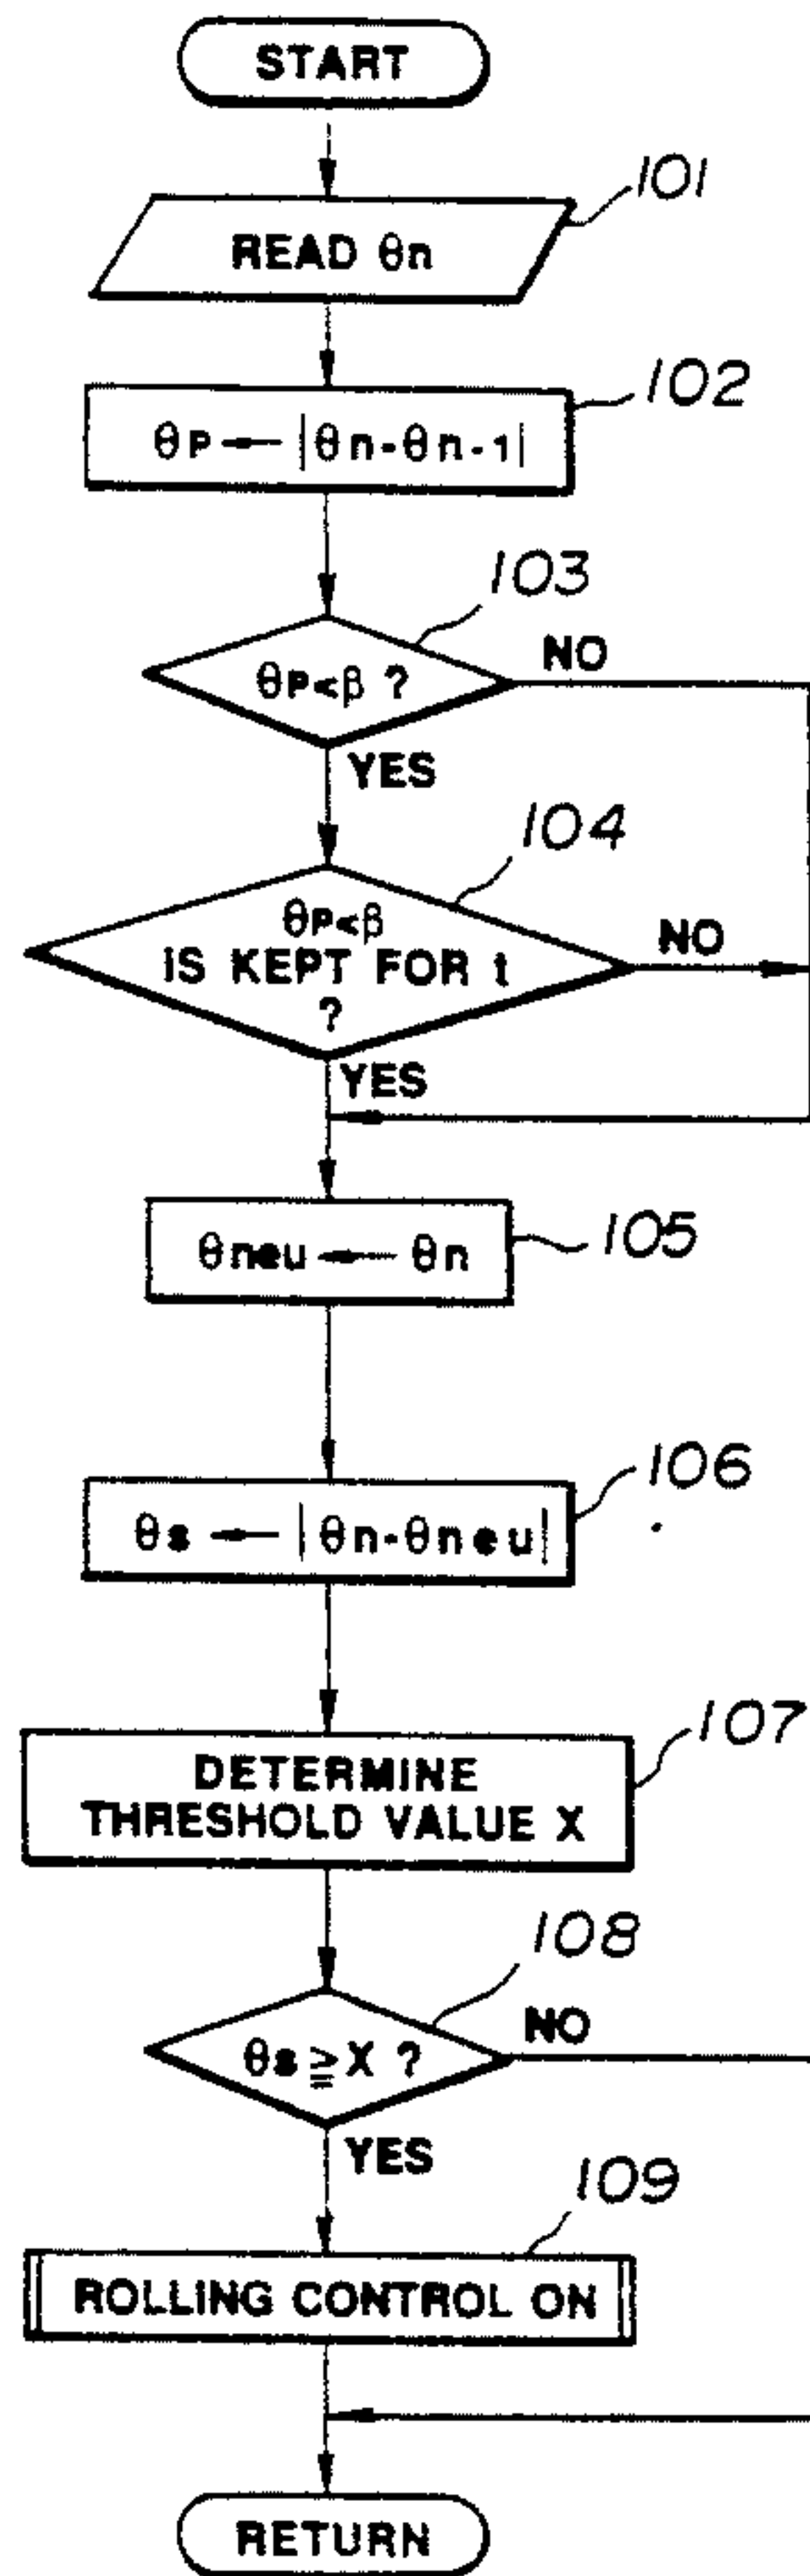 START
101
READ θn
102
θP ← |θn-θn-1|
103
θP<β ?
NO
YES
104
θP<β
IS KEPT FOR t
?
NO
YES
105
θneu ← θn
106
θs ← |θn-θneu|
107
DETERMINE
THRESHOLD VALUE X
108
θs ≧ X ?
NO
YES
109
ROLLING CONTROL ON
RETURN